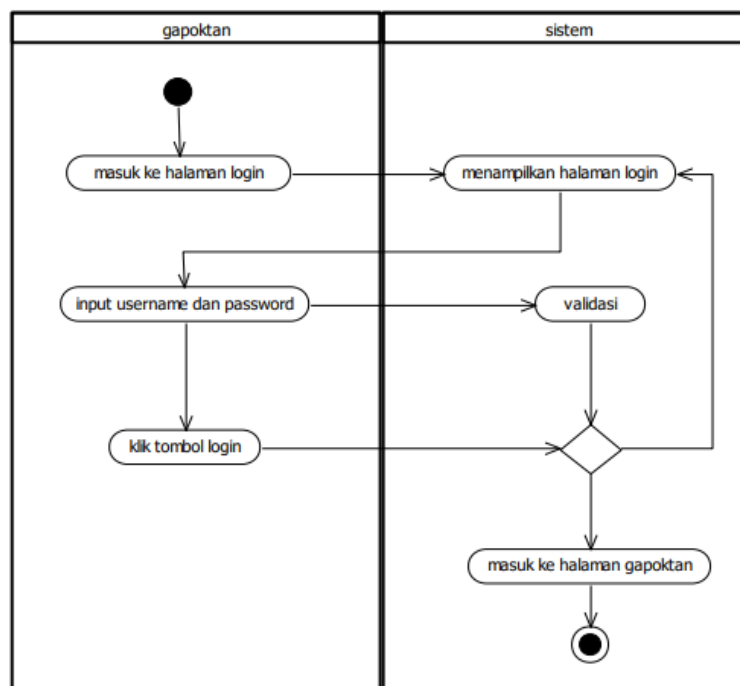 gapoktan
sistem
masuk ke halaman login
menampilkan halaman login
input username dan password
validasi
klik tombol login
masuk ke halaman gapoktan